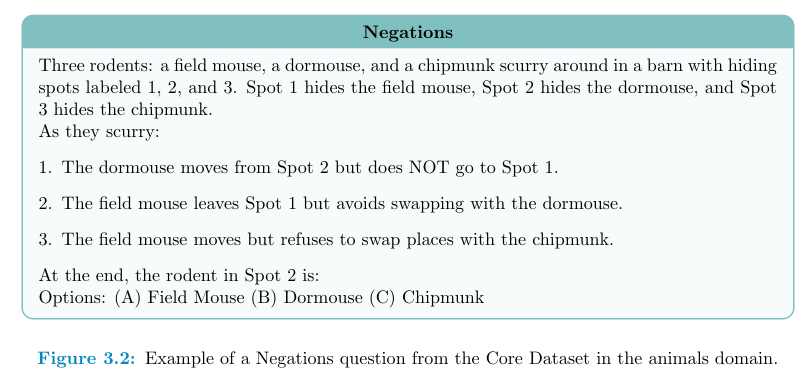 Negations
Three rodents: a field mouse, a dormouse, and a chipmunk scurry around in a barn with hiding
spots labeled 1, 2, and 3. Spot 1 hides the field mouse, Spot 2 hides the dormouse, and Spot
3 hides the chipmunk.
As they scurry:
1. The dormouse moves from Spot 2 but does NOT go to Spot 1.
2. The field mouse leaves Spot 1 but avoids swapping with the dormouse.
3. The field mouse moves but refuses to swap places with the chipmunk.
At the end, the rodent in Spot 2 is:
Options: (A) Field Mouse (B) Dormouse (C) Chipmunk
Figure 3.2: Example of a Negations question from the Core Dataset in the animals domain.